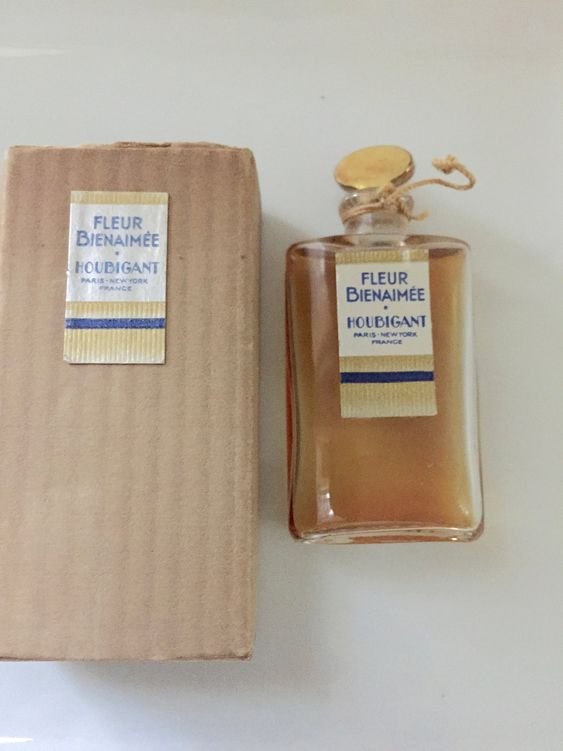 FLEUR
BIENAIMÉE
•
HOUBIGANT
PARIS - NEW YORK
FRANCE
FLEUR
BIENAIMÉE
•
HOUBIGANT
PARIS - NEW YORK
FRANCE